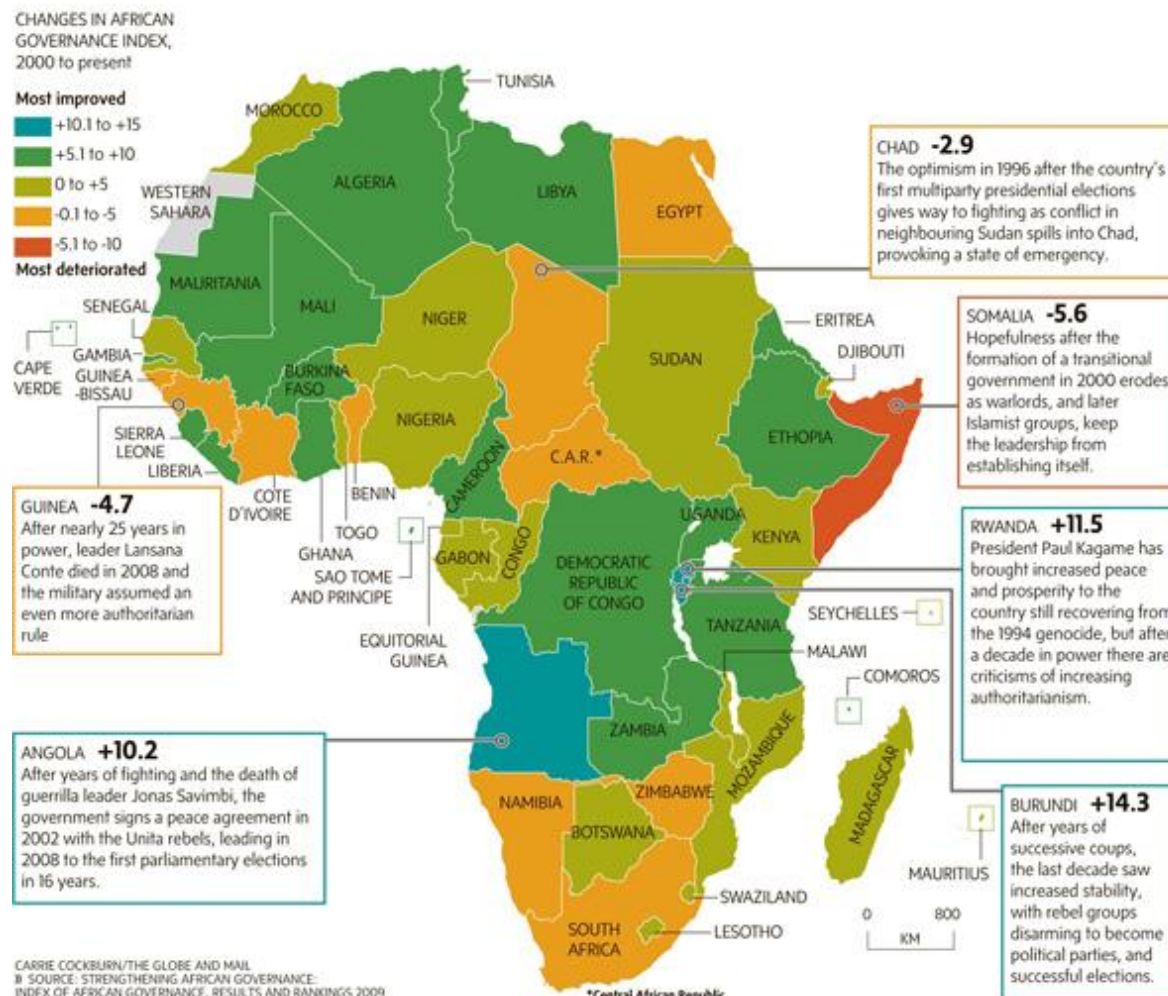 CHANGES IN AFRICAN
GOVERNANCE INDEX,
2000 to present
Most improved
+10.1 to +15
+5.1 to +10
0 to +5
-0.1 to -5
-5.1 to -10
Most deteriorated
MOROCCO
TUNISIA
WESTERN
SAHARA
ALGERIA
LIBYA
EGYPT
MAURITANIA
MALI
NIGER
SUDAN
ERITREA
DJIBOUTI
SENEGAL
CAPE
VERDE
GAMBIA
GUINEA
-BISSAU
BURKINA
FASO
NIGERIA
ETHOPIA
SIERRA
LEONE
LIBERIA
COTE
D'IVOIRE
GHANA
TOGO
BENIN
CAMEROON
C.A.R.*
SAO TOME
AND PRINCIPE
EQUITORIAL
GUINEA
GABON
CONGO
DEMOCRATIC
REPUBLIC
OF CONGO
UGANDA
KENYA
TANZANIA
SEYCHELLES
MALAWI
COMOROS
ZAMBIA
MOZAMBIQUE
MADAGASCAR
MAURITIUS
NAMIBIA
ZIMBABWE
BOTSWANA
SWAZILAND
LESOTHO
SOUTH
AFRICA
CHAD -2.9
The optimism in 1996 after the country's
first multiparty presidential elections
gives way to fighting as conflict in
neighbouring Sudan spills into Chad,
provoking a state of emergency.
SOMALIA -5.6
Hopefulness after the
formation of a transitional
government in 2000 erodes
as warlords, and later
Islamist groups, keep
the leadership from
establishing itself.
GUINEA -4.7
After nearly 25 years in
power, leader Lansana
Conte died in 2008 and
the military assumed an
even more authoritarian
rule
RWANDA +11.5
President Paul Kagame has
brought increased peace
and prosperity to the
country still recovering from
the 1994 genocide, but after
a decade in power there are
criticisms of increasing
authoritarianism.
ANGOLA +10.2
After years of fighting and the death of
guerrilla leader Jonas Savimbi, the
government signs a peace agreement in
2002 with the Unita rebels, leading in
2008 to the first parliamentary elections
in 16 years.
BURUNDI +14.3
After years of
successive coups,
the last decade saw
increased stability,
with rebel groups
disarming to become
political parties, and
successful elections.
0 800
KM
CARRIE COCKBURN/THE GLOBE AND MAIL
SOURCE: STRENGTHENING AFRICAN GOVERNANCE:
INDEX OF AFRICAN GOVERNANCE, RESULTS AND RANKINGS 2009
*Central African Republic